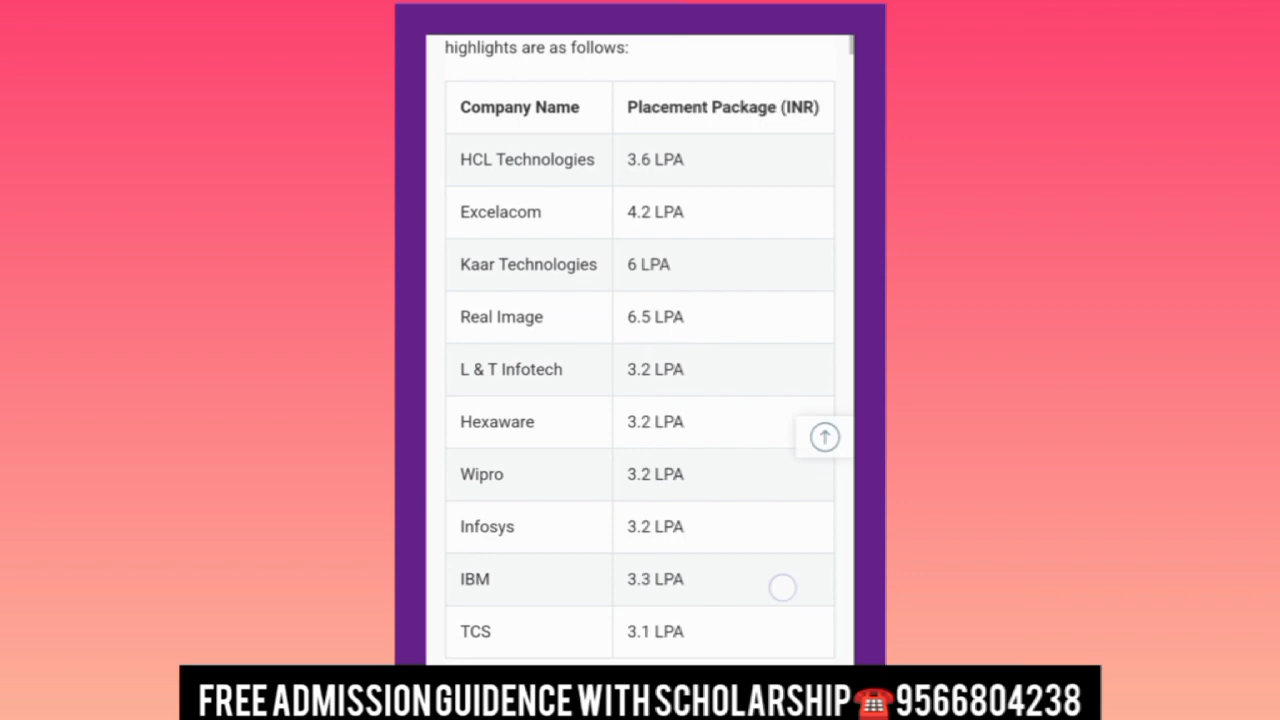 highlights are as follows:
Company Name Placement Package (INR)
HCL Technologies 3.6 LPA
Excelacom 4.2 LPA
Kaar Technologies 6 LPA
Real Image 6.5 LPA
L & T Infotech 3.2 LPA
Hexaware 3.2 LPA
Wipro 3.2 LPA
Infosys 3.2 LPA
IBM 3.3 LPA
TCS 3.1 LPA
FREE ADMISSION GUIDENCE WITH SCHOLARSHIP☎️9566804238